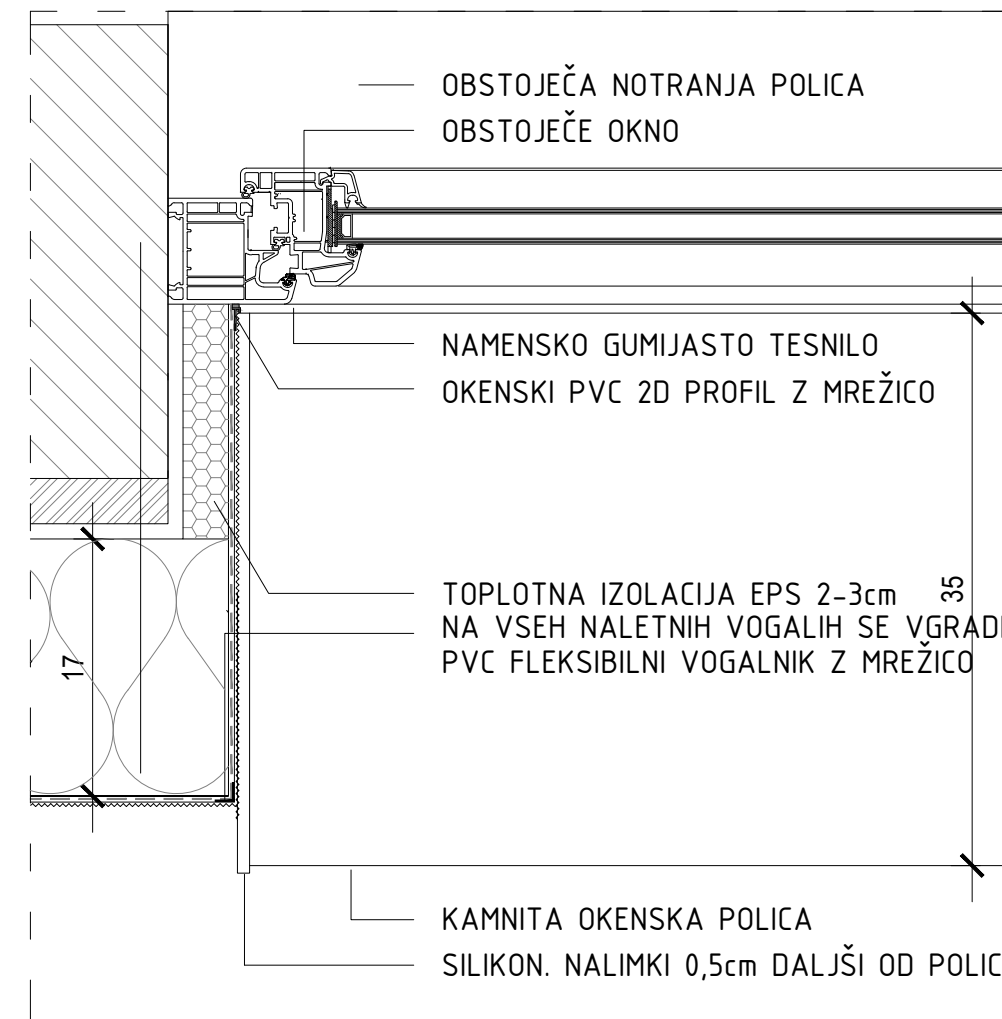 OBSTOJEČA NOTRANJA POLICA
OBSTOJEČE OKNO
NAMENSKO GUMIJASTO TESNILO
OKENSKI PVC 2D PROFIL Z MREŽICO
TOPLOTNA IZOLACIJA EPS 2-3cm
35
NA VSEH NALETNIH VOGALIH SE VGRADI
PVC FLEKSIBILNI VOGALNIK Z MREŽICO
17
KAMNITA OKENSKA POLICA
SILIKON. NALIMKI 0,5cm DALJŠI OD POLIC